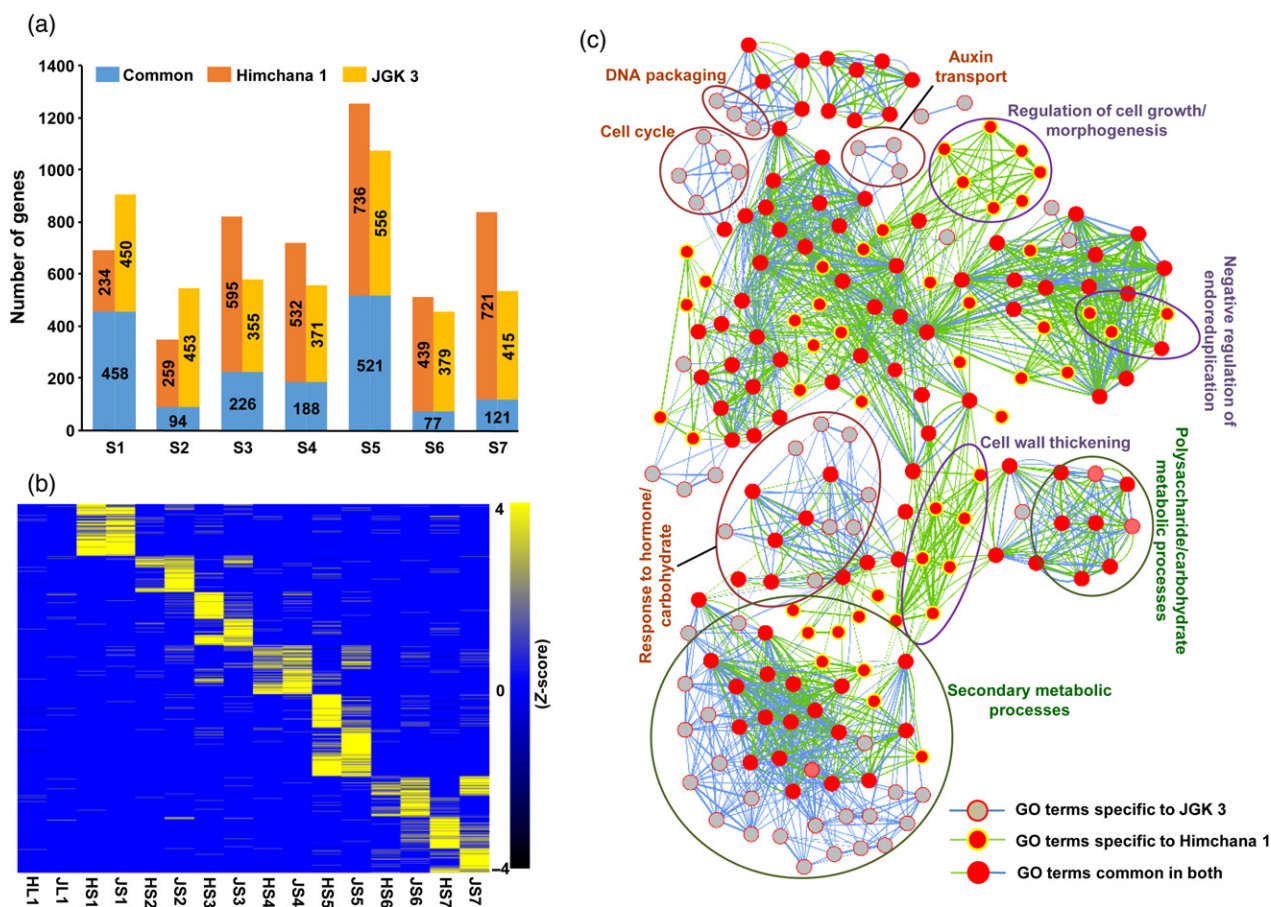 (a)
Common
Himchana 1
JGK 3
Number of genes
1400
1200
1000
800
600
400
200
0
234
450
458
259
453
94
595
355
226
532
371
188
736
556
521
439
379
77
721
415
121
S1
S2
S3
S4
S5
S6
S7
(b)
4
0
−4
(Z-score)
HL1
JL1
HS1
JS1
HS2
JS2
HS3
JS3
HS4
JS4
HS5
JS5
HS6
JS6
HS7
JS7
(c)
DNA packaging
Cell cycle
Auxin
transport
Regulation of cell growth/
morphogenesis
Negative regulation of
endoreduplication
Cell wall thickening
Polysaccharide/carbohydrate
metabolic processes
Response to hormone/
carbohydrate
Secondary metabolic
processes
GO terms specific to JGK 3
GO terms specific to Himchana 1
GO terms common in both